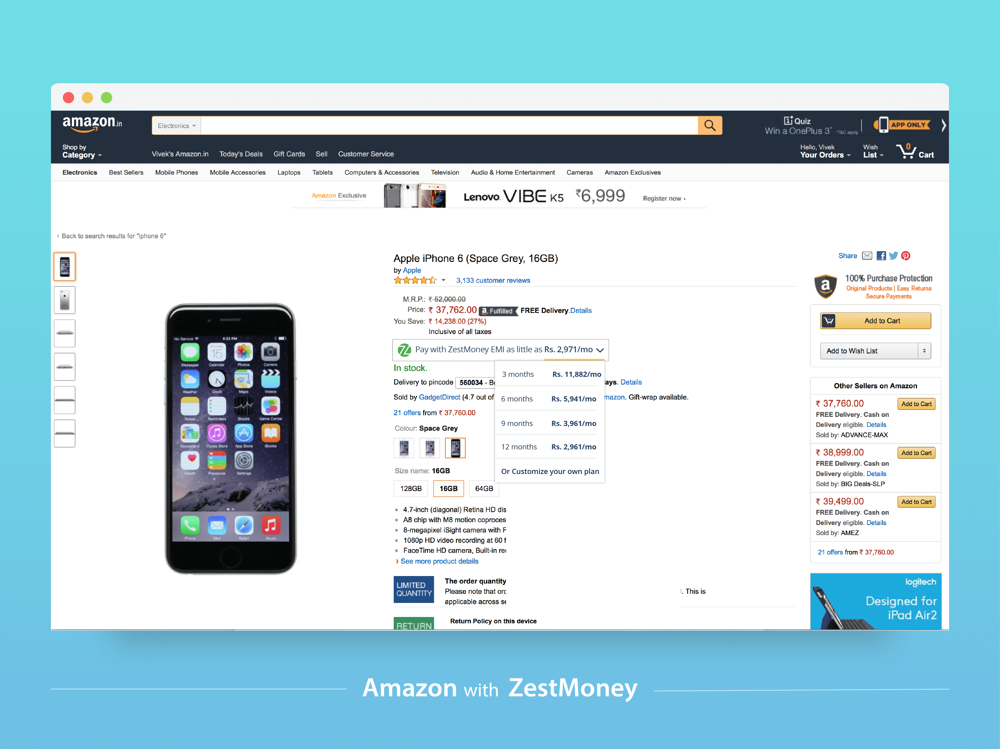 amazon.in
Electronics
1+ Quiz
Win a OnePlus 3* *T&C apply
APP ONLY
Shop by
Category
Vivek's Amazon.in Today's Deals Gift Cards Sell Customer Service
Hello, Vivek
Your Orders
Wish
List
0
Cart
Electronics Best Sellers Mobile Phones Mobile Accessories Laptops Tablets Computers & Accessories Television Audio & Home Entertainment Cameras Amazon Exclusives
Amazon Exclusive
Lenovo VIBE K5 ₹6,999 Register now ›
‹ Back to search results for "iphone 6"
No Service 6:23 PM
Thursday
15
Messages Calendar Photos Camera
Weather Clock Maps Videos
Notes Reminders Stocks Game Center
Newsstand iTunes Store App Store iBooks
Health Passbook Settings
Phone Mail Safari Music
Apple iPhone 6 (Space Grey, 16GB)
by Apple
3,133 customer reviews
M.R.P.: ₹ 52,000.00
Price: ₹ 37,762.00 a Fulfilled FREE Delivery.Details
You Save: ₹ 14,238.00 (27%)
Inclusive of all taxes
Pay with ZestMoney EMI as little as Rs. 2,971/mo
3 months Rs. 11,882/mo
6 months Rs. 5,941/mo
9 months Rs. 3,961/mo
12 months Rs. 2,961/mo
Or Customize your own plan
In stock.
Delivery to pincode 560034 - Be ays. Details
Sold by GadgetDirect (4.7 out of mazon. Gift-wrap available.
21 offers from ₹ 37,760.00
Colour: Space Grey
Size name: 16GB
128GB 16GB 64GB
• 4.7-inch (diagonal) Retina HD dis
• A8 chip with M8 motion coproces
• 8-megapixel iSight camera with F
• 1080p HD video recording at 60 f
• FaceTime HD camera, Built-in re
› See more product details
LIMITED
QUANTITY
The order quantity
Please note that orc l. This is
applicable across se
RETURN
Return Policy on this device
Share
100% Purchase Protection
Original Products | Easy Returns
Secure Payments
Add to Cart
Add to Wish List
Other Sellers on Amazon
₹ 37,760.00 Add to Cart
FREE Delivery. Cash on
Delivery eligible. Details
Sold by: ADVANCE-MAX
₹ 38,999.00 Add to Cart
FREE Delivery. Cash on
Delivery eligible. Details
Sold by: BIG Deals-SLP
₹ 39,499.00 Add to Cart
FREE Delivery. Cash on
Delivery eligible. Details
Sold by: AMEZ
21 offers from ₹ 37,760.00
logitech
Designed for
iPad Air2
Amazon with ZestMoney